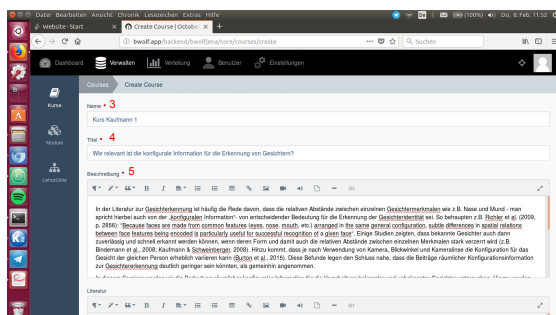 Datei Bearbeiten Ansicht Chronik Lesezeichen Extras Hilfe
De
(100%)
Do, 8. Feb, 11:52
Website - Start
Create Course | October
bwolf.app/backend/bwolfjena/core/courses/create
Suchen
Dashboard
Verwalten
Verteilung
Benutzer
Einstellungen
Kurse
Module
Lehrstühle
Courses
Create Course
Name • 3
Kurs Kaufmann 1
Titel • 4
Wie relevant ist die konfigurale Information für die Erkennung von Gesichtern?
Beschreibung • 5
In der Literatur zur Gesichtererkennung ist häufig die Rede davon, dass die relativen Abstände zwischen einzelnen Gesichtermerkmalen wie z.B. Nase und Mund - man
spricht hierbei auch von der „konfiguralen Information“- von entscheidender Bedeutung für die Erkennung der Gesichteridentität sei. So behaupten z.B. Richler et al. (2009,
p. 2856): "Because faces are made from common features (eyes, nose, mouth, etc.) arranged in the same general configuration, subtle differences in spatial relations
between face features being encoded is particularly useful for successful recognition of a given face". Einige Studien zeigten, dass bekannte Gesichter auch dann
zuverlässig und schnell erkannt werden können, wenn deren Form und damit auch die relativen Abstände zwischen einzelnen Merkmalen stark verzerrt wird (z.B.
Bindemann et al., 2008; Kaufmann & Schweinberger, 2008). Hinzu kommt, dass je nach Verwendung von Kamera, Blickwinkel und Kameralinse die Konfiguration für das
Gesicht der gleichen Person erheblich variieren kann (Burton et al., 2015). Diese Befunde legen den Schluss nahe, dass die Beiträge räumlicher Konfigurationsinformation
zur Gesichtererkennung deutlich geringer sein könnten, als gemeinhin angenommen.
Literatur